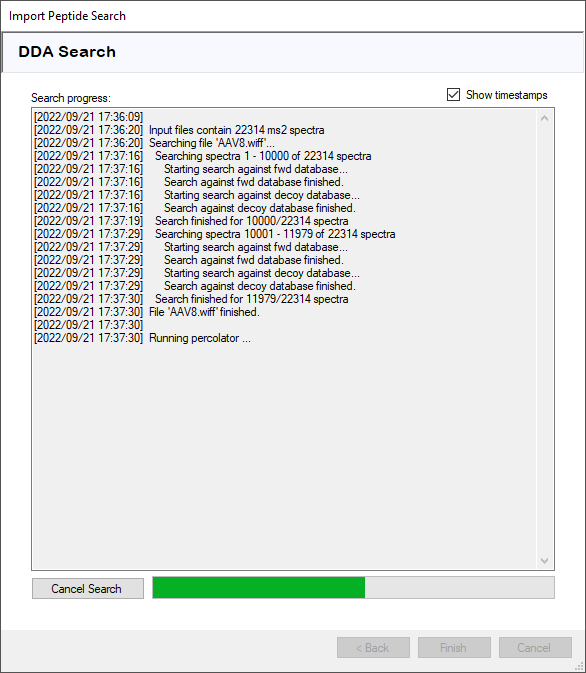 Import Peptide Search
DDA Search
Search progress:
Show timestamps
[2022/09/21 17:36:09]
[2022/09/21 17:36:20] Input files contain 22314 ms2 spectra
[2022/09/21 17:36:20] Searching file 'AAV8.wiff'...
[2022/09/21 17:37:16] Searching spectra 1 - 10000 of 22314 spectra
[2022/09/21 17:37:16] Starting search against fwd database...
[2022/09/21 17:37:16] Search against fwd database finished.
[2022/09/21 17:37:16] Starting search against decoy database...
[2022/09/21 17:37:16] Search against decoy database finished.
[2022/09/21 17:37:19] Search finished for 10000/22314 spectra
[2022/09/21 17:37:29] Searching spectra 10001 - 11979 of 22314 spectra
[2022/09/21 17:37:29] Starting search against fwd database...
[2022/09/21 17:37:29] Search against fwd database finished.
[2022/09/21 17:37:29] Starting search against decoy database...
[2022/09/21 17:37:29] Search against decoy database finished.
[2022/09/21 17:37:30] Search finished for 11979/22314 spectra
[2022/09/21 17:37:30] File 'AAV8.wiff' finished.
[2022/09/21 17:37:30]
[2022/09/21 17:37:30] Running percolator ...
Cancel Search
< Back
Finish
Cancel